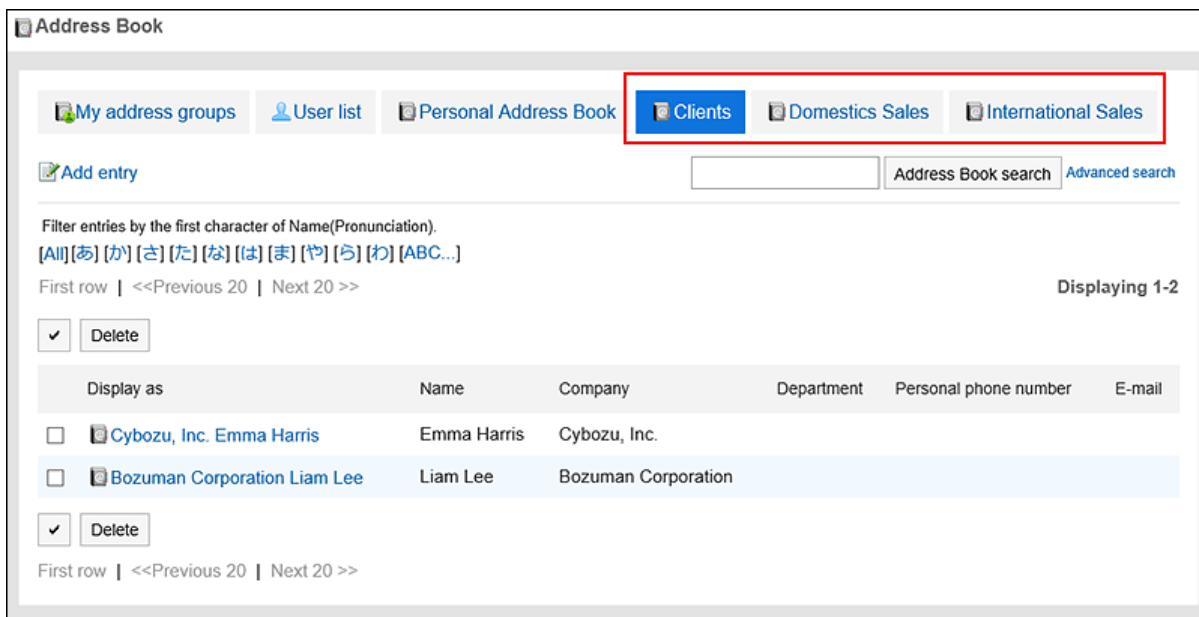 Address Book
My address groups User list Personal Address Book Clients Domestics Sales International Sales
Add entry Address Book search Advanced search
Filter entries by the first character of Name(Pronunciation).
[All] [あ] [か] [さ] [た] [な] [は] [ま] [や] [ら] [わ] [ABC...]
First row | <<Previous 20 | Next 20 >> Displaying 1-2
Delete
Display as Name Company Department Personal phone number E-mail
Cybozu, Inc. Emma Harris Emma Harris Cybozu, Inc.
Bozuman Corporation Liam Lee Liam Lee Bozuman Corporation
Delete
First row | <<Previous 20 | Next 20 >>